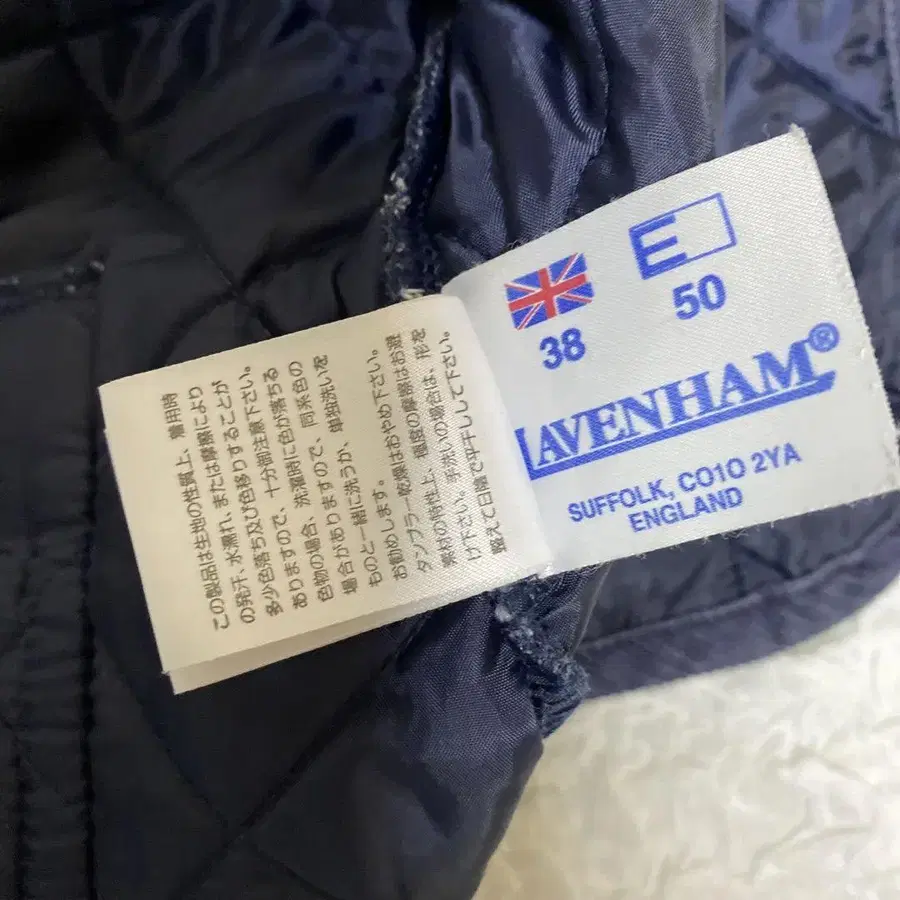 この製品は生地の性質上、着用時
の発汗、水濡れ、または摩擦により
多少色落ち及び色移りすることが
ありますので、十分御注意下さい。
色物の場合、洗濯時に色が落ちる
場合がありますので、同系色の
ものと一緒に洗うか、単独洗いを
お勧めします。
タンブラー乾燥はおやめ下さい。
素材の特性上、極度の摩擦はお避
け下さい。手洗いの場合は、形を
整えて日陰で平干しして下さい。
E
38
50
LAVENHAM®
SUFFOLK, CO10 2YA
ENGLAND